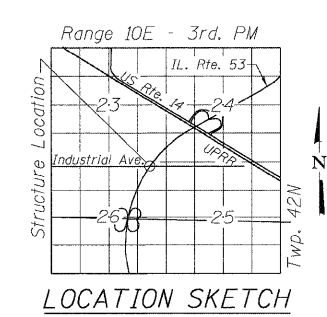 Range 10E - 3rd. PM
IL. Rte. 53
US Rte. 14
23
24
UPRR
Structure Location
Industrial Ave.
N
26
25
Twp. 42N
LOCATION SKETCH